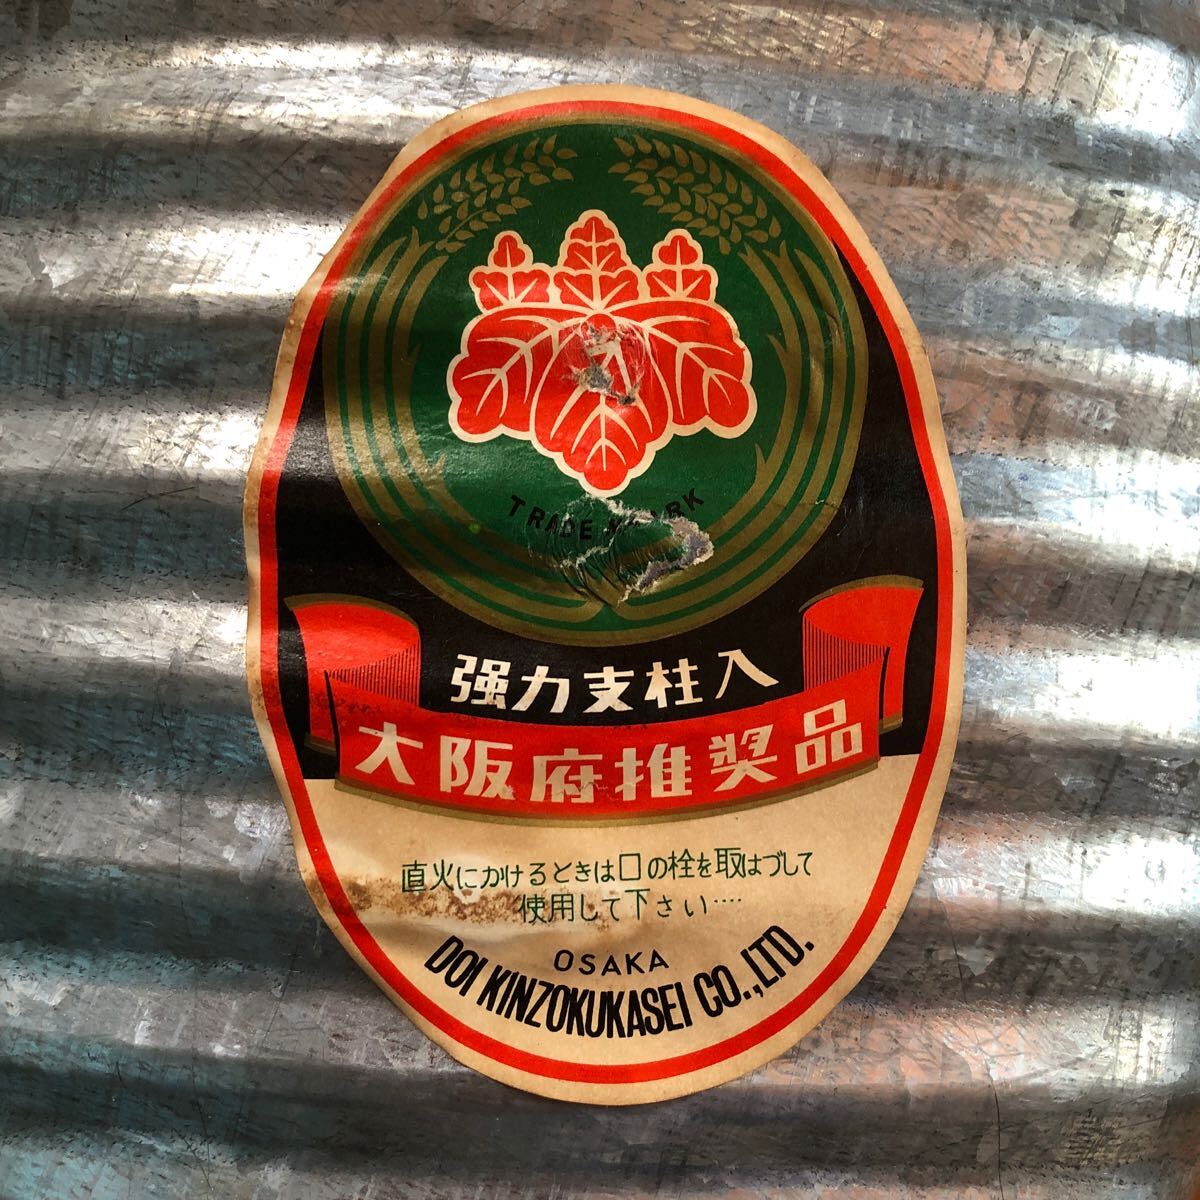 TRADE MARK
强力支柱入
大阪府推奨品
直火にかけるときは口の栓を取はづして
使用して下さい····
OSAKA
DOI KINZOKUKASEI CO.,LTD.